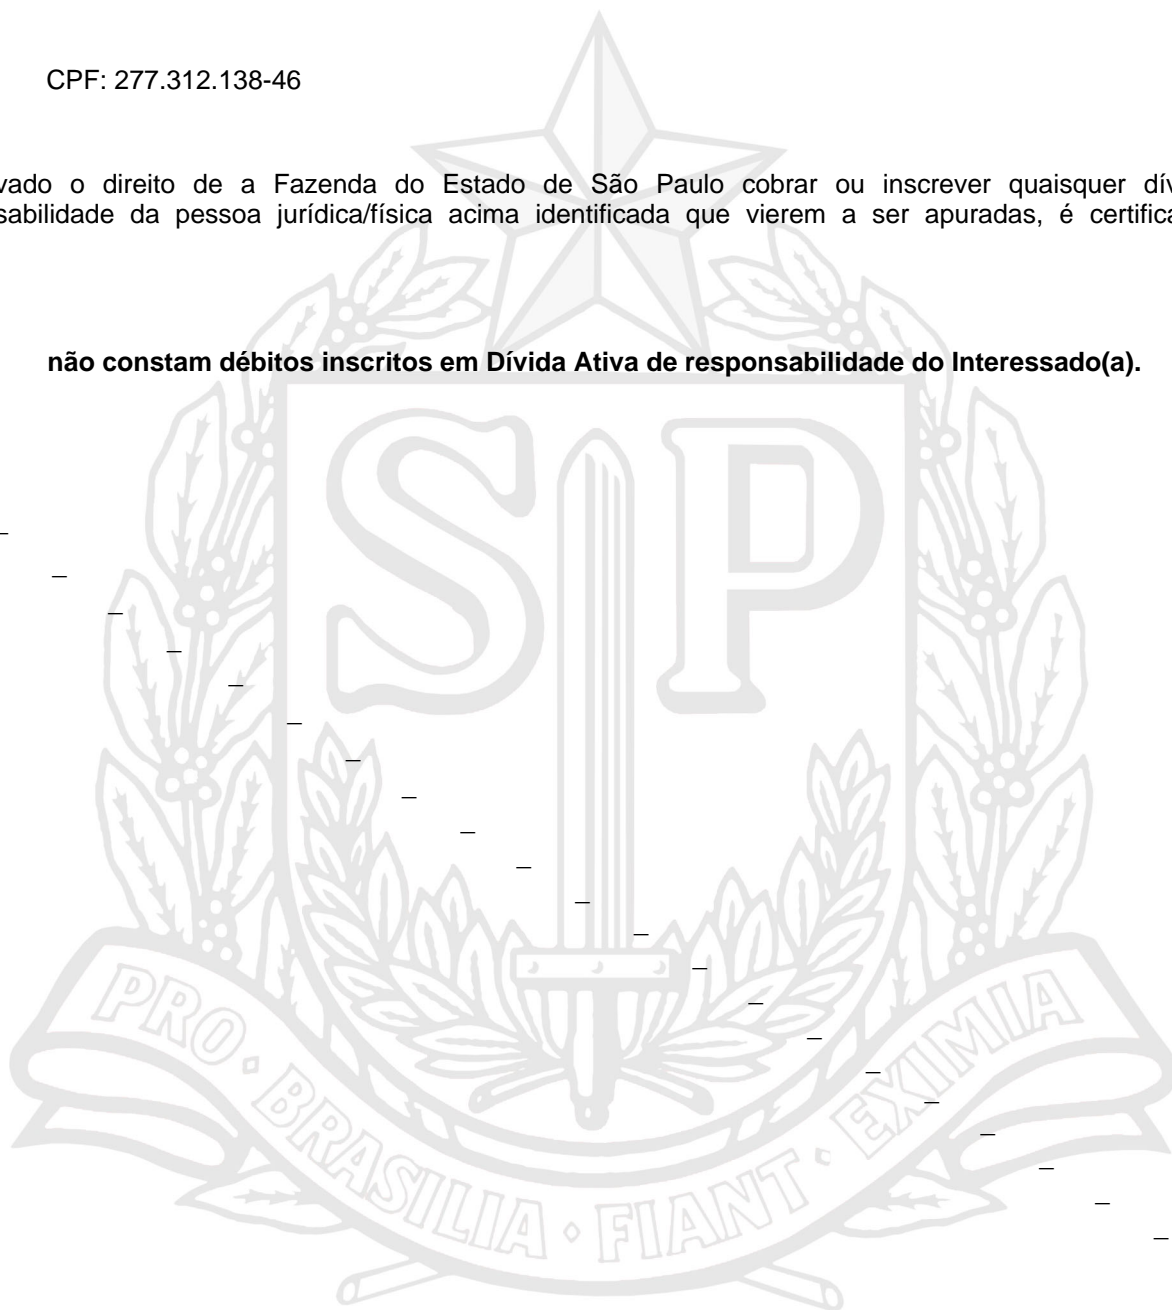 CPF: 277.312.138-46
vado o direito de a Fazenda do Estado de São Paulo cobrar ou inscrever quaisquer dív
sabilidade da pessoa jurídica/física acima identificada que vierem a ser apuradas, é certifica
não constam débitos inscritos em Dívida Ativa de responsabilidade do Interessado(a).
SP
PRO • BRASILIA • FIANT • EXIMIA